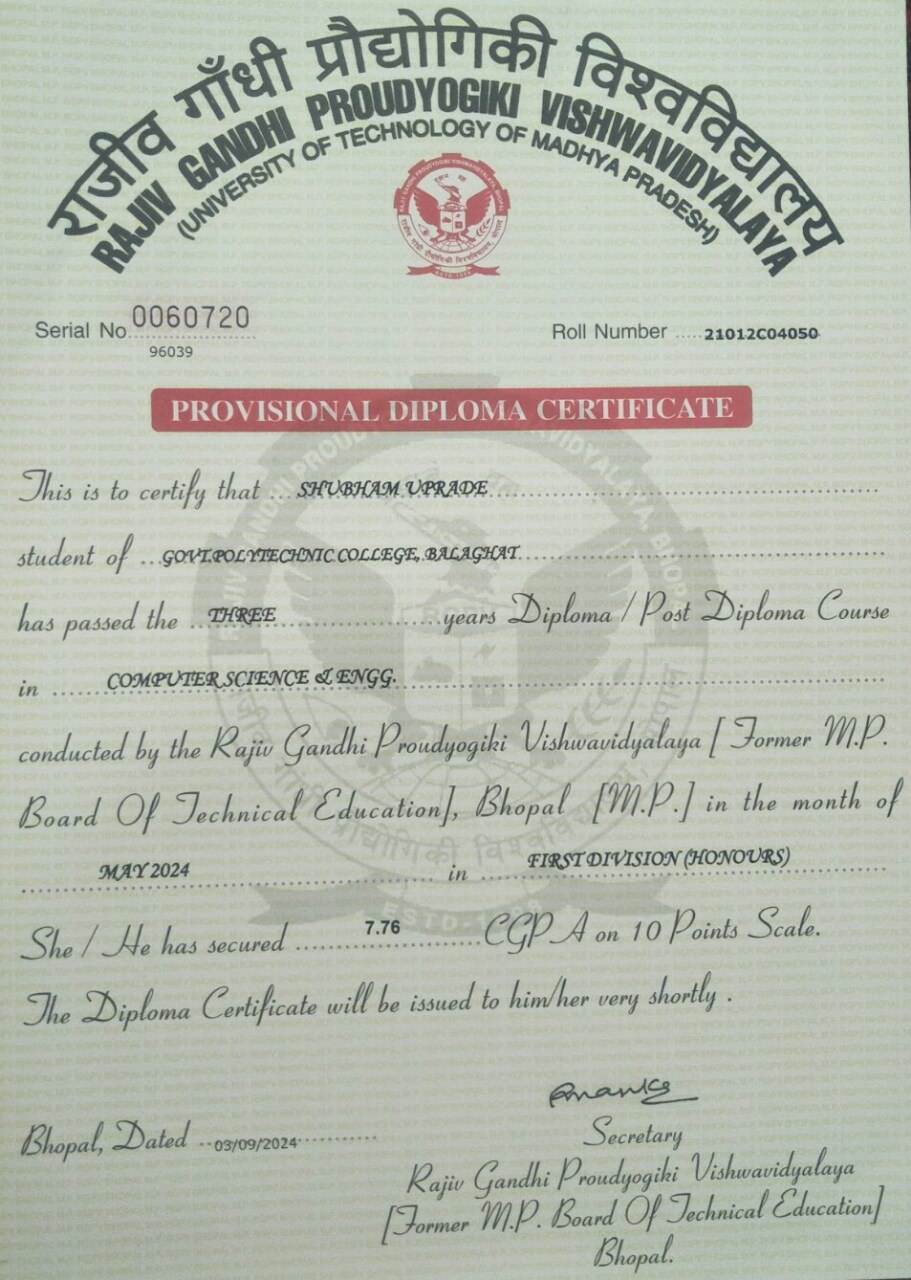 राजीव गाँधी प्रौद्योगिकी विश्वविद्यालय
RAJIV GANDHI PROUDYOGIKI VISHWAVIDYALAYA
(UNIVERSITY OF TECHNOLOGY OF MADHYA PRADESH)
Serial No. 0060720
96039
Roll Number ..... 21012C04050
PROVISIONAL DIPLOMA CERTIFICATE
This is to certify that ... SHUBHAM UPRADE
student of ... GOVT.POLYTECHNIC COLLEGE, BALAGHAT.
has passed the ... THREE ... years Diploma / Post Diploma Course
in ... COMPUTER SCIENCE & ENGG.
conducted by the Rajiv Gandhi Proudyogiki Vishwavidyalaya [ Former M.P.
Board Of Technical Education], Bhopal [M.P.] in the month of
MAY 2024 ... in ... FIRST DIVISION (HONOURS)
She / He has secured ... 7.76 ... CGPA on 10 Points Scale.
The Diploma Certificate will be issued to him/her very shortly .
Bhopal, Dated ... 03/09/2024
Secretary
Rajiv Gandhi Proudyogiki Vishwavidyalaya
[Former M.P. Board Of Technical Education]
Bhopal.